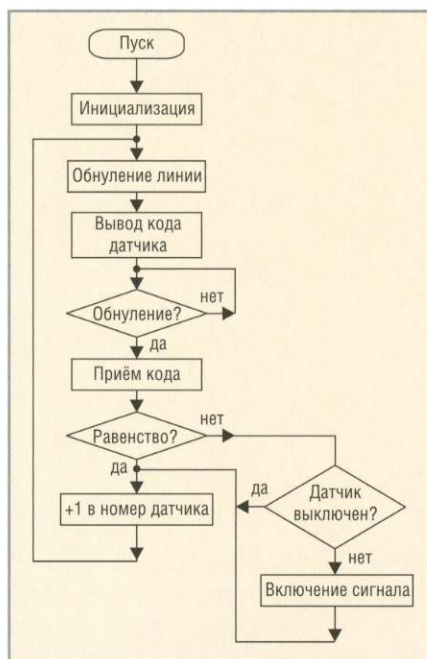 Пуск
Инициализация
Обнуление линии
Вывод кода
датчика
нет
Обнуление?
да
Приём кода
нет
Равенство?
да
да
Датчик
выключен?
+1 в номер датчика
нет
Включение сигнала